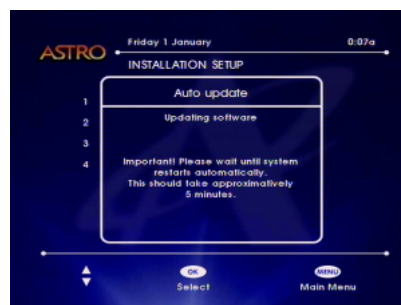 ASTRO
Friday 1 January 0:07a
INSTALLATION SETUP
Auto update
1
2
3
4
Updating software
Important! Please wait until system
restarts automatically.
This should take approximatively
5 minutes.
OK
Select
MENU
Main Menu